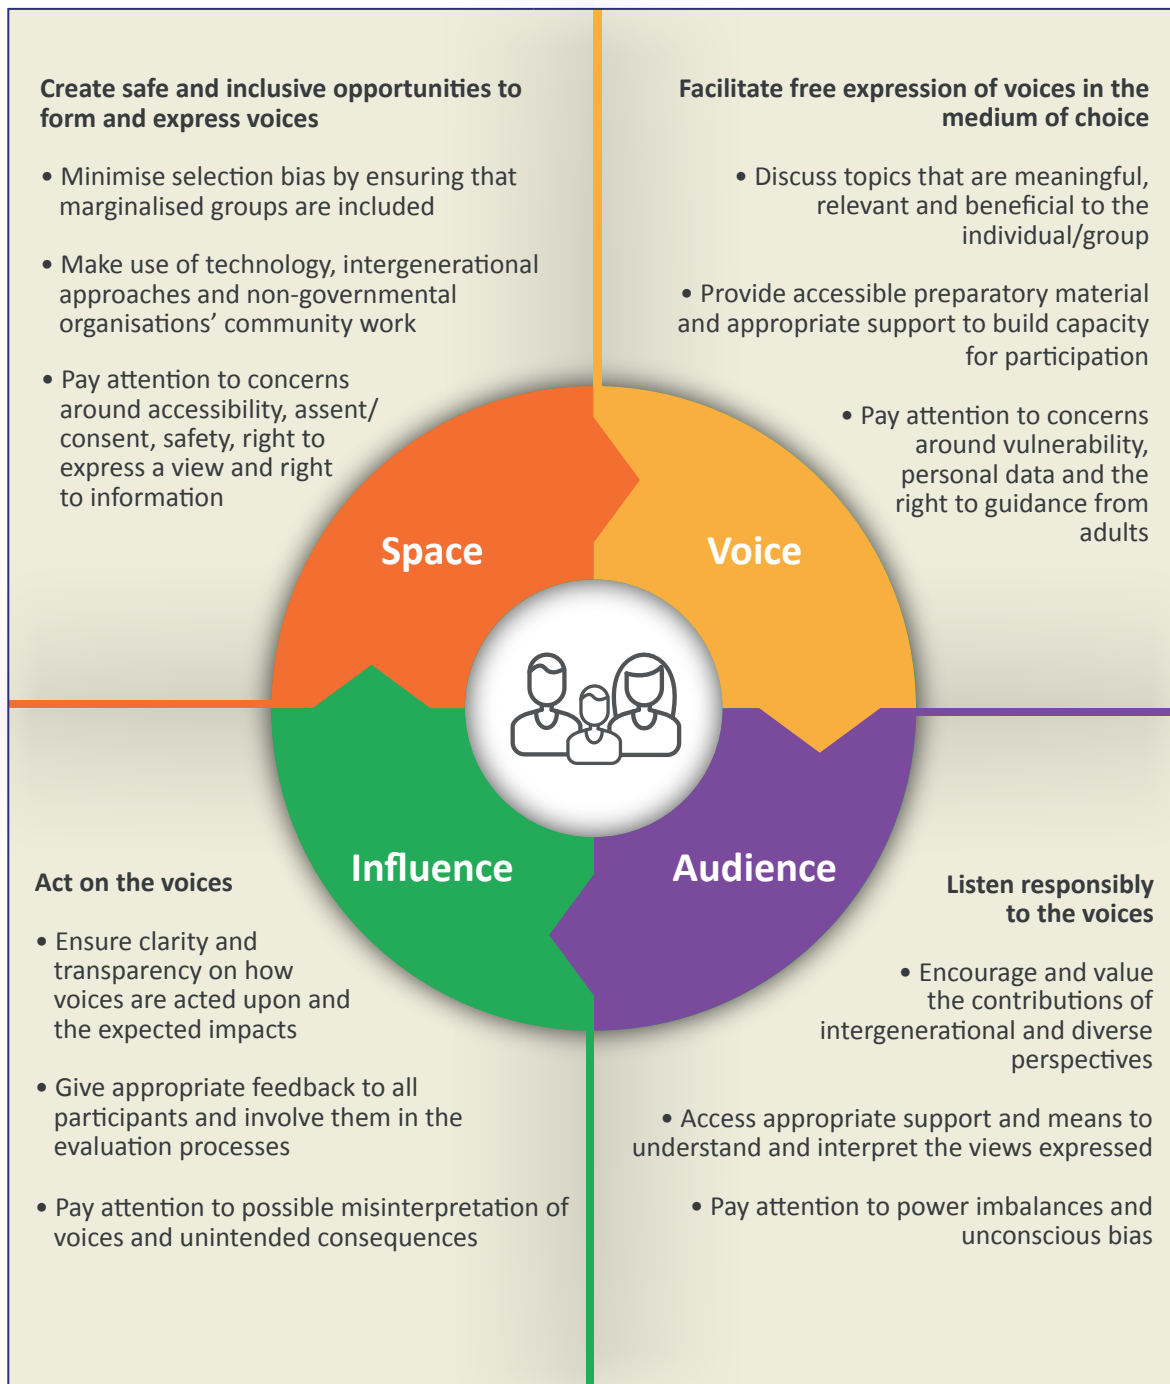 Create safe and inclusive opportunities to
form and express voices
• Minimise selection bias by ensuring that
marginalised groups are included
• Make use of technology, intergenerational
approaches and non-governmental
organisations’ community work
• Pay attention to concerns
around accessibility, assent/
consent, safety, right to
express a view and right
to information
Facilitate free expression of voices in the
medium of choice
• Discuss topics that are meaningful,
relevant and beneficial to the
individual/group
• Provide accessible preparatory material
and appropriate support to build capacity
for participation
• Pay attention to concerns
around vulnerability,
personal data and the
right to guidance from
adults
Space
Voice
Influence
Audience
Act on the voices
• Ensure clarity and
transparency on how
voices are acted upon and
the expected impacts
• Give appropriate feedback to all
participants and involve them in the
evaluation processes
• Pay attention to possible misinterpretation of
voices and unintended consequences
Listen responsibly
to the voices
• Encourage and value
the contributions of
intergenerational and diverse
perspectives
• Access appropriate support and means to
understand and interpret the views expressed
• Pay attention to power imbalances and
unconscious bias